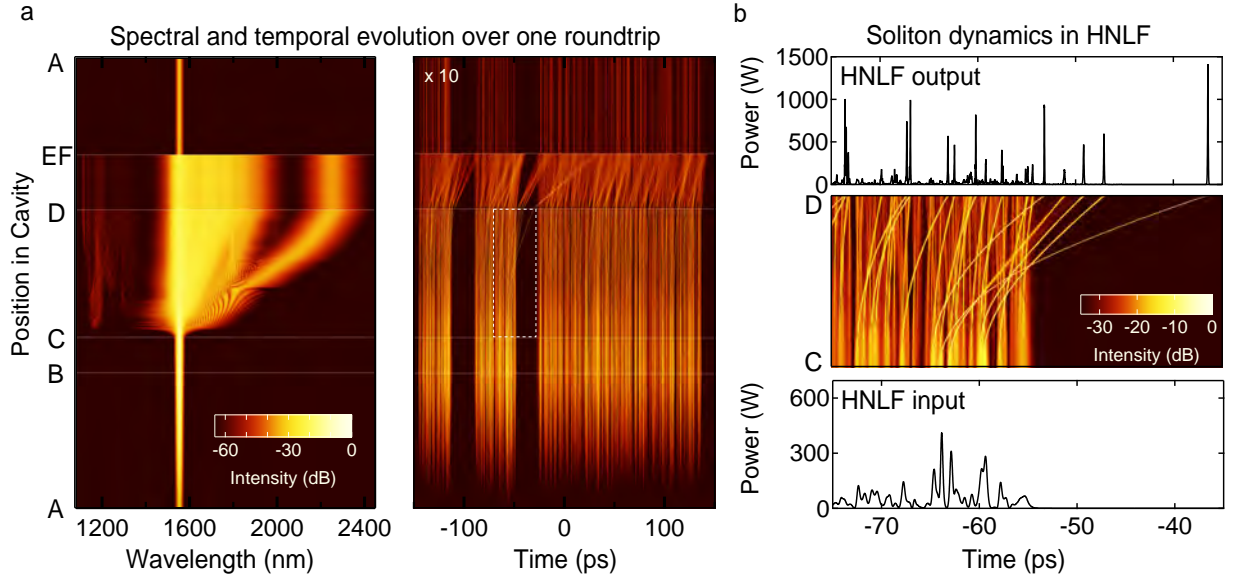 a
Spectral and temporal evolution over one roundtrip
A
EF
D
C
B
A
Position in Cavity
-60 -30 0
Intensity (dB)
1200 1600 2000 2400
Wavelength (nm)
x 10
-100 0 100
Time (ps)
b
Soliton dynamics in HNLF
HNLF output
1500
1000
500
0
Power (W)
D
C
-30 -20 -10 0
Intensity (dB)
HNLF input
600
300
0
Power (W)
-70 -60 -50 -40
Time (ps)